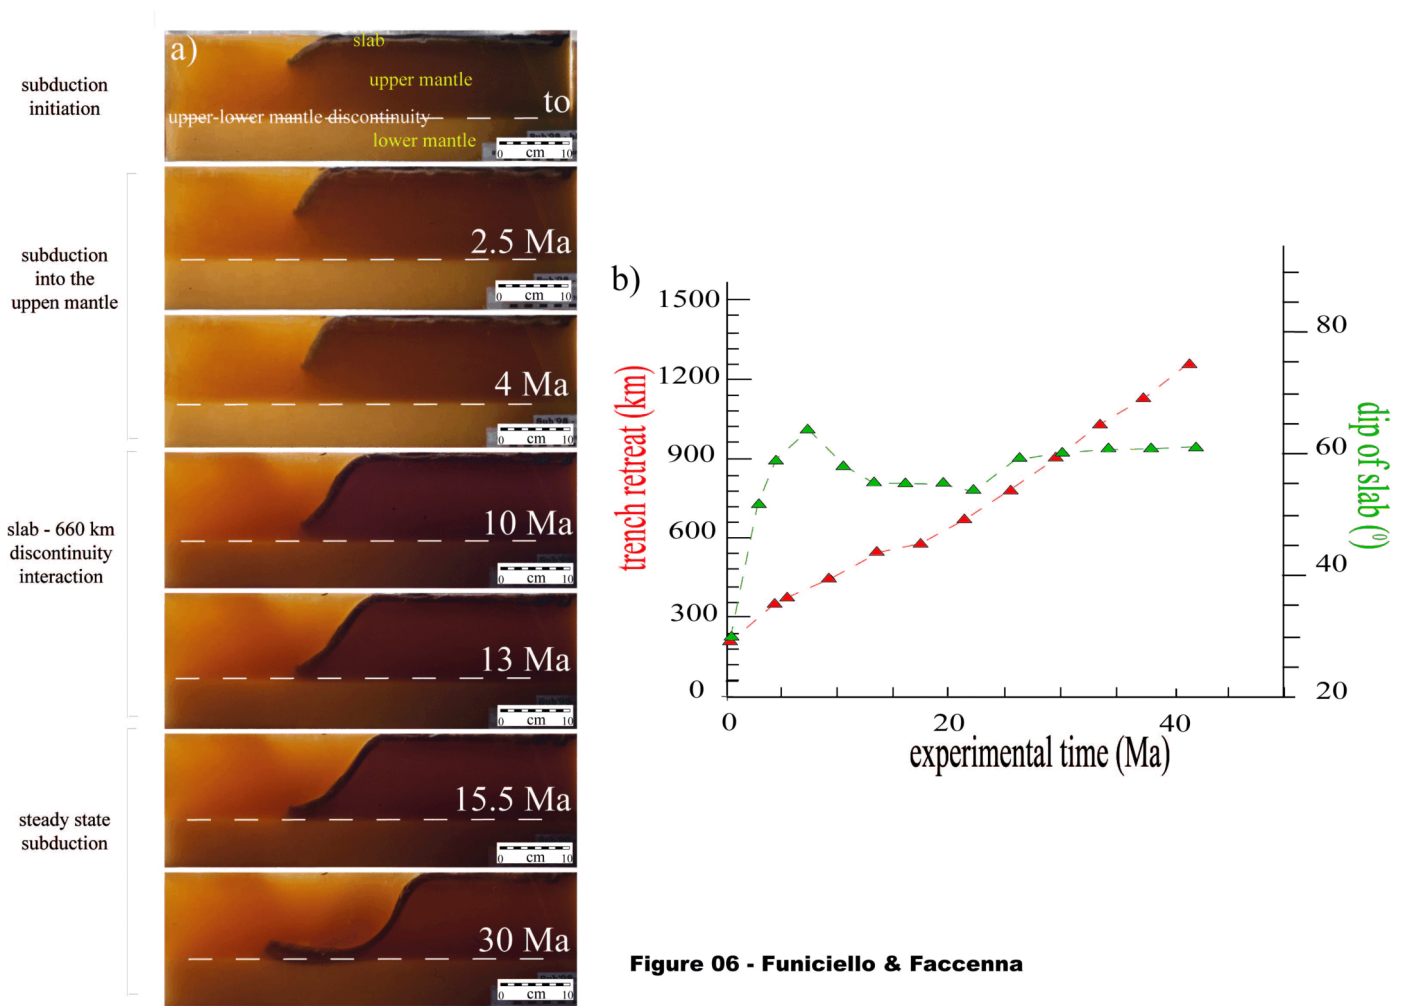 a)
slab
upper mantle
subduction
initiation
upper-lower mantle discontinuity
to
lower mantle
0 cm 10
subduction
into the
uppen mantle
2.5 Ma
0 cm 10
4 Ma
0 cm 10
slab - 660 km
discontinuity
interaction
10 Ma
0 cm 10
13 Ma
0 cm 10
steady state
subduction
15.5 Ma
0 cm 10
30 Ma
0 cm 10
b)
trench retreat (km)
1500
1200
900
600
300
0
80
60
40
20
dip of slab (º)
0
20
40
experimental time (Ma)
Figure 06 - Funiciello & Faccenna